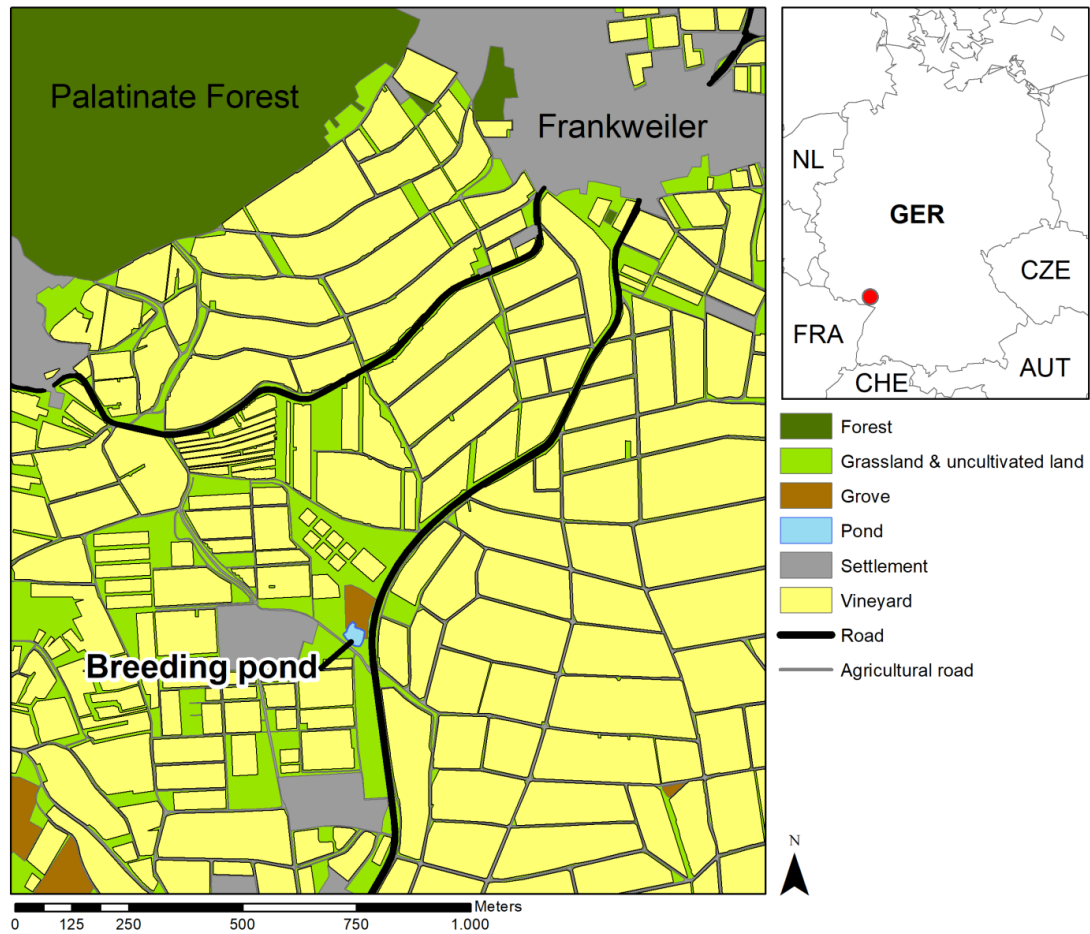 Palatinate Forest
Frankweiler
Breeding pond
0 125 250 500 750 1.000
Meters
NL
GER
CZE
FRA
AUT
CHE
Forest
Grassland & uncultivated land
Grove
Pond
Settlement
Vineyard
Road
Agricultural road
N